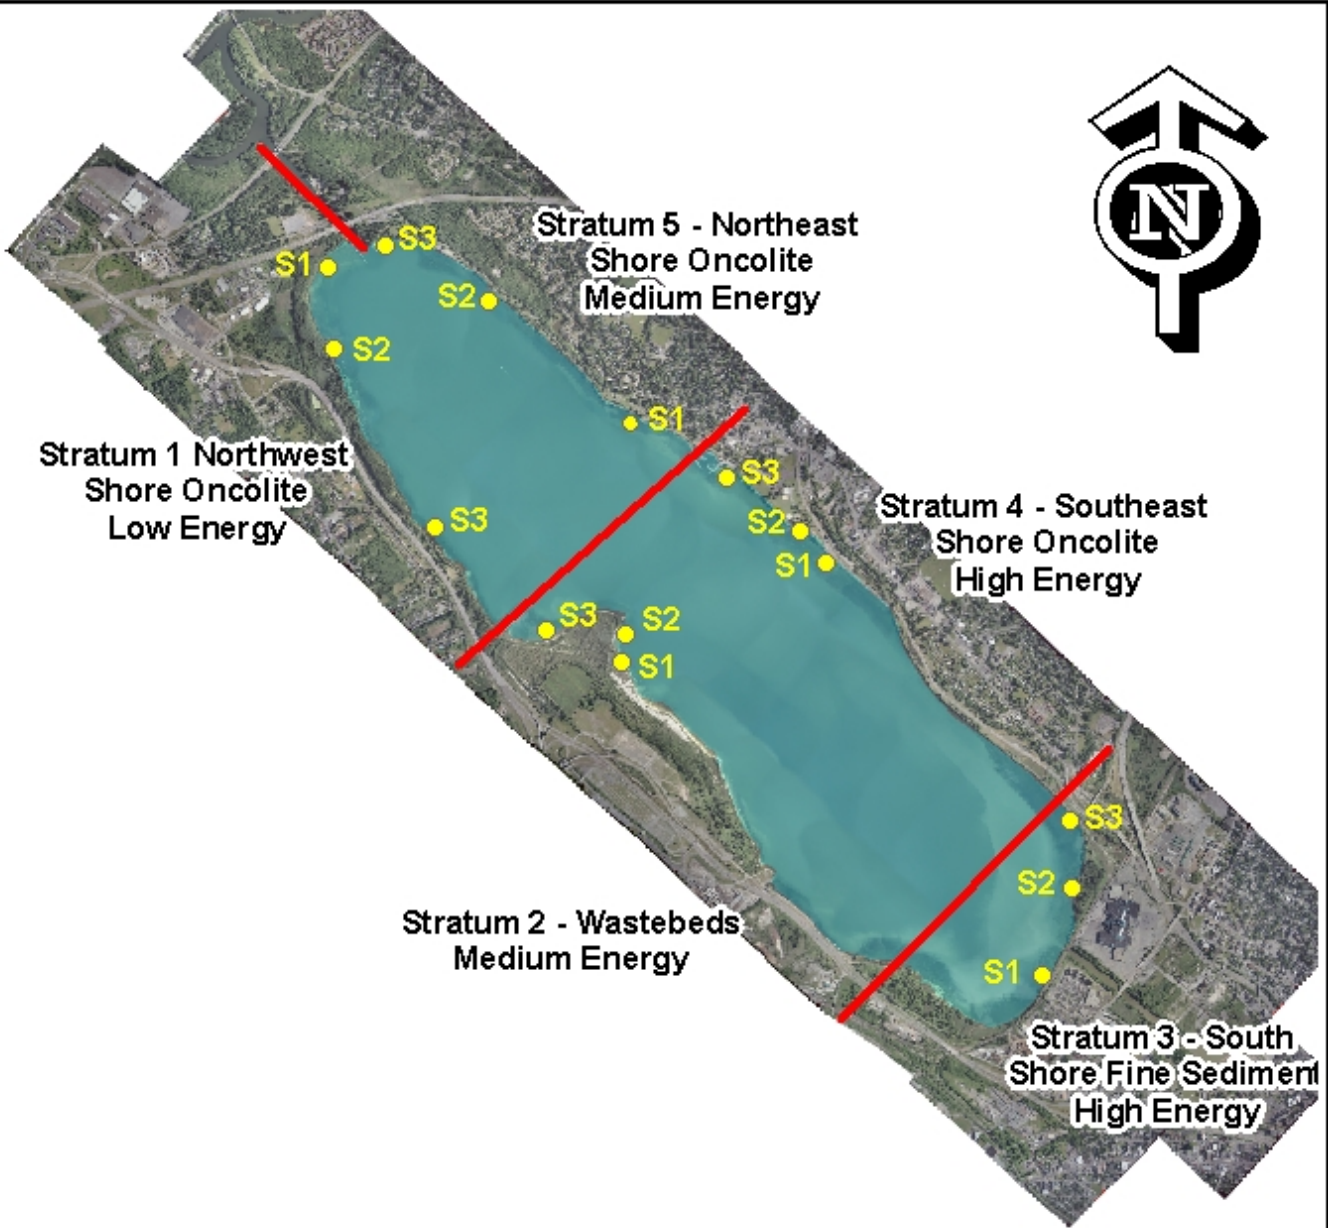 N
Stratum 5 - Northeast
Shore Oncolite
Medium Energy
S3
S1
S2
S2
S1
Stratum 1 Northwest
Shore Oncolite
Low Energy
S3
S3
S2
S1
Stratum 4 - Southeast
Shore Oncolite
High Energy
S3
S2
S1
Stratum 2 - Wastebeds
Medium Energy
S3
S2
S1
Stratum 3 - South
Shore Fine Sediment
High Energy